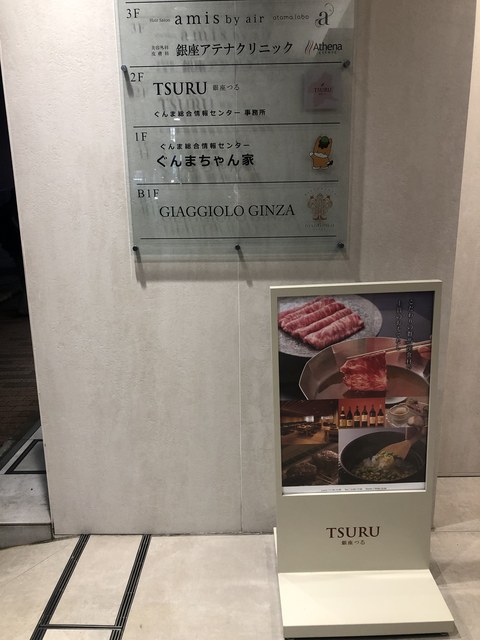 3F
amis by air
銀座アテナクリニック
Athena
2F
TSURU 銀座つる
ぐんま総合情報センター 事務所
1F
ぐんま総合情報センター
ぐんまちゃん家
B1F
GIAGGIOLO GINZA
TSURU
銀座つる